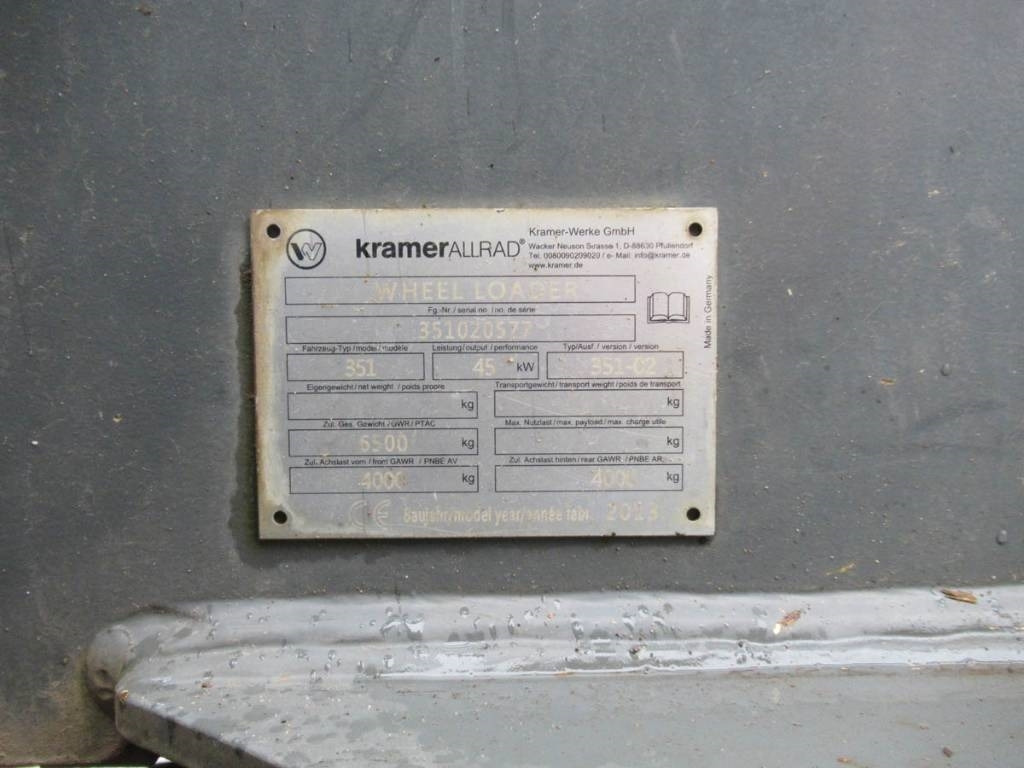 kramerALLRAD®
Kramer-Werke GmbH
Wacker Neuson Strasse 1, D-88630 Pfullendorf
Tel. 0080090209020 / e- Mail: info@kramer.de
www.kramer.de
WHEEL LOADER
Fg.-Nr./ serial no. / no. de série
351020577
Fahrzeug-Typ / model / modèle
Leistung / output / performance
Typ/Ausf. / version / version
351
45 kW
351-02
Eigengewicht / net weight / poids propre
Transportgewicht / transport weight / poids de transport
kg
kg
Zul. Ges. Gewicht / GWR / PTAC
Max. Nutzlast / max. payload / max. charge utile
6500 kg
kg
Zul. Achslast vorn / front GAWR / PNBE AV
Zul. Achslast hinten / rear GAWR / PNBE AR
4000 kg
4000 kg
CE Baujahr/model year/année fabr. 2013
Made in Germany